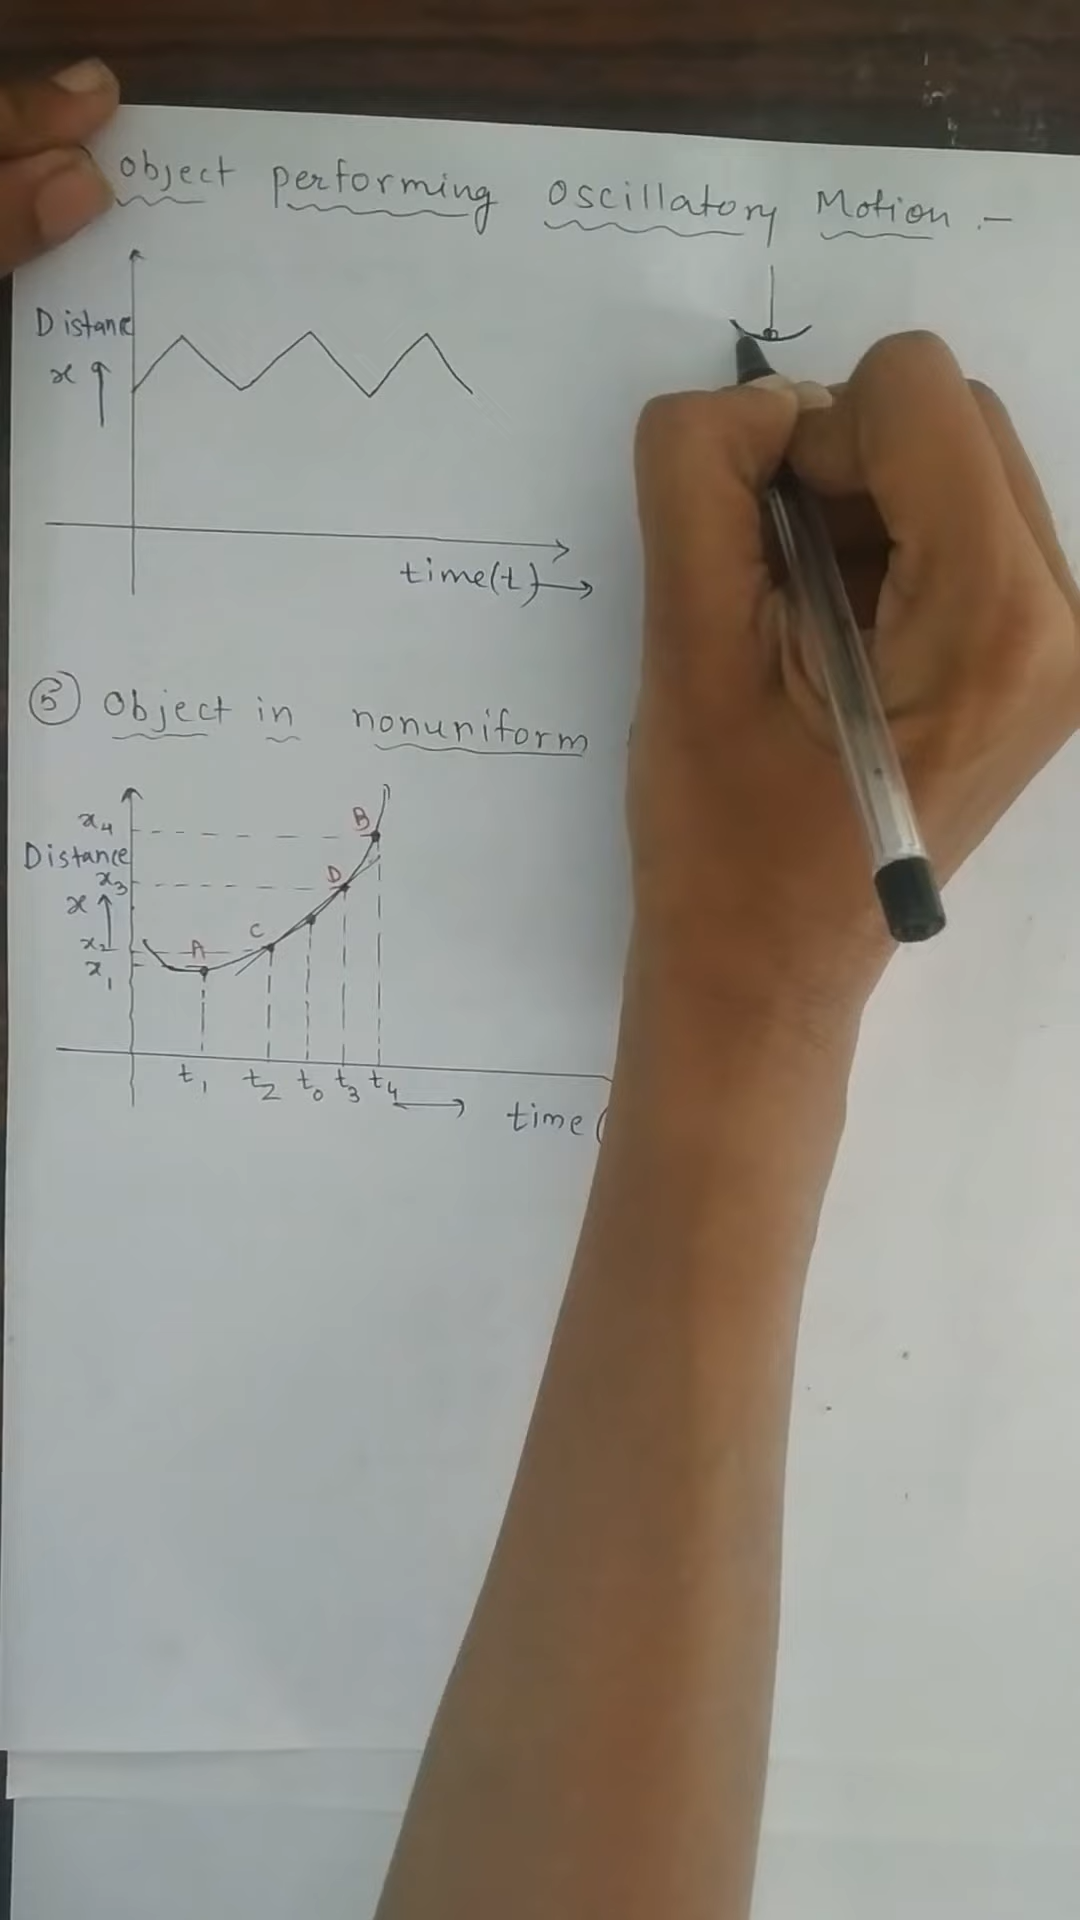 object performing oscillatory Motion :-
Distance
x
time(t)
5 Object in nonuniform
x4
B
Distance
x3
D
x
C
x2
A
x1
t1 t2 t0 t3 t4
time (